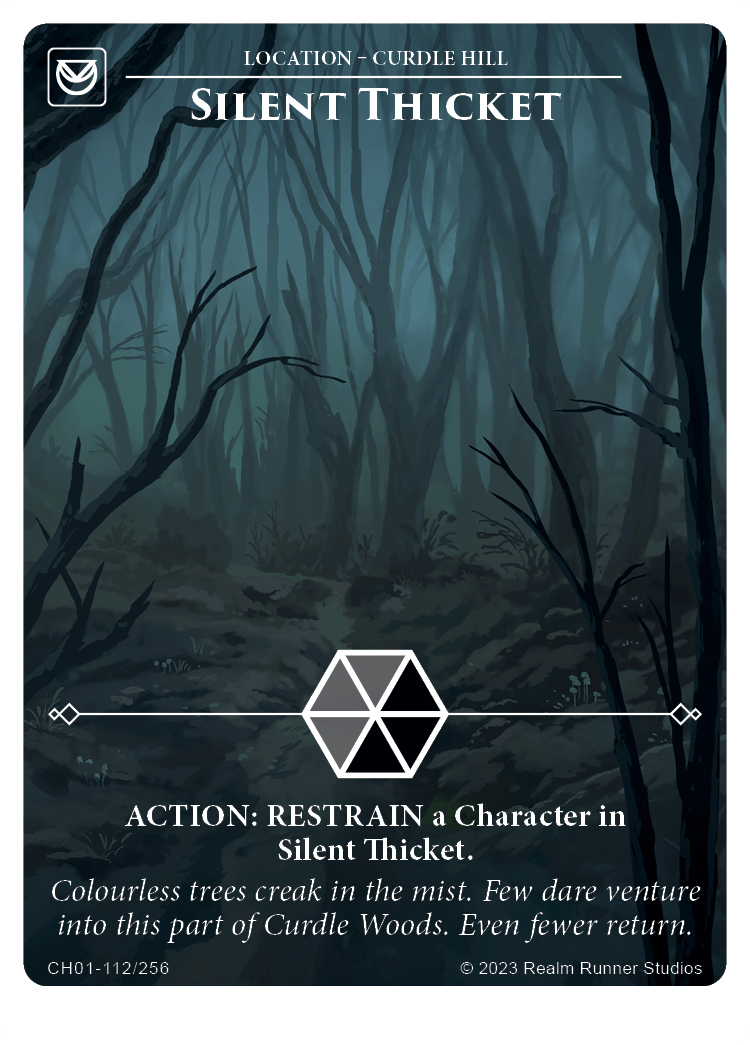 LOCATION – CURDLE HILL
SILENT THICKET
ACTION: RESTRAIN a Character in
Silent Thicket.
Colourless trees creak in the mist. Few dare venture
into this part of Curdle Woods. Even fewer return.
CH01-112/256
© 2023 Realm Runner Studios